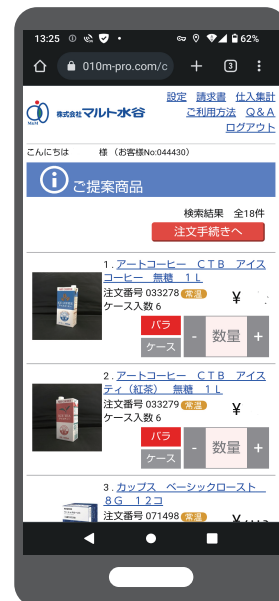 13:25 62%
010m-pro.com/c + 3
設定 請求書 仕入集計
株式会社マルト水谷 ご利用方法 Q&A
ログアウト
こんにちは 様 (お客様No:044430)
ご提案商品
検索結果 全18件
注文手続きへ
1.アートコーヒー CTB アイス
コーヒー 無糖 1L
注文番号 033278 常温 ¥
ケース入数 6
バラ
ケース
- 数量 +
2.アートコーヒー CTB アイス
ティ(紅茶) 無糖 1L
注文番号 033279 常温 ¥
ケース入数 6
バラ
ケース
- 数量 +
3.カップス ベーシックロースト
8G 12コ
注文番号 071498 常温 ¥